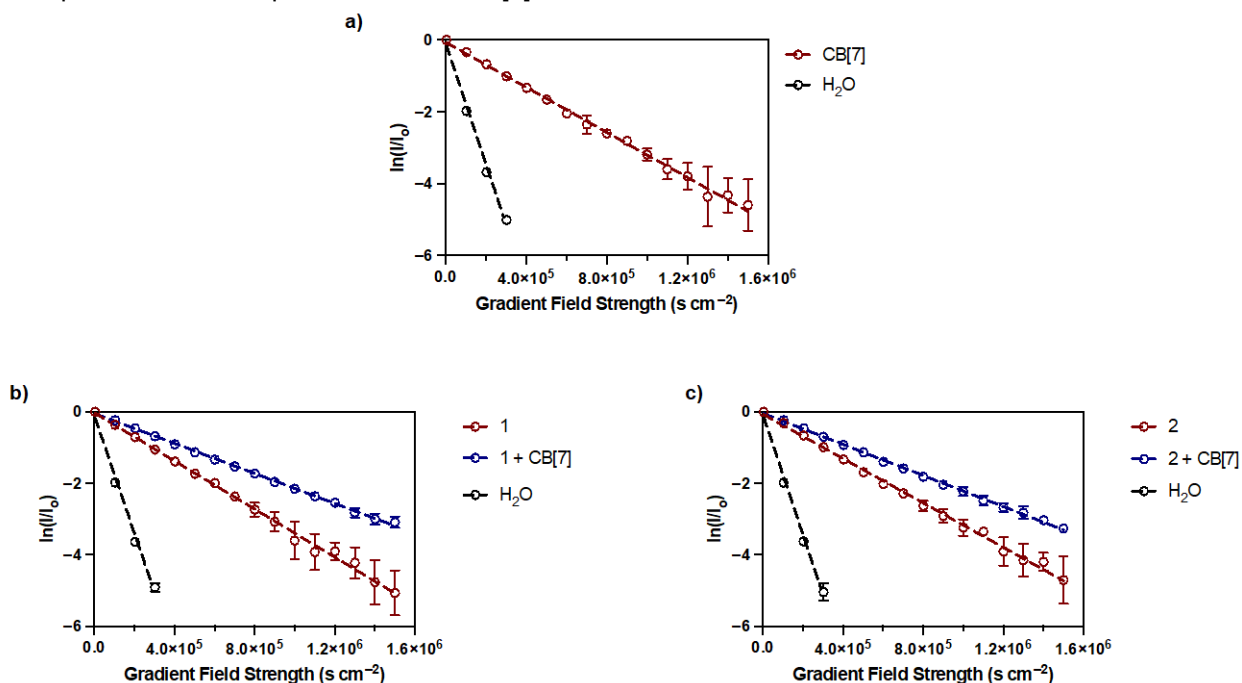 a)
0
−2
−4
−6
ln(I/Io)
0.0
4.0×10⁵
8.0×10⁵
1.2×10⁶
1.6×10⁶
Gradient Field Strength (s cm⁻²)
CB[7]
H₂O
b)
0
−2
−4
−6
ln(I/Io)
0.0
4.0×10⁵
8.0×10⁵
1.2×10⁶
1.6×10⁶
Gradient Field Strength (s cm⁻²)
1
1 + CB[7]
H₂O
c)
0
−2
−4
−6
ln(I/Io)
0.0
4.0×10⁵
8.0×10⁵
1.2×10⁶
1.6×10⁶
Gradient Field Strength (s cm⁻²)
2
2 + CB[7]
H₂O